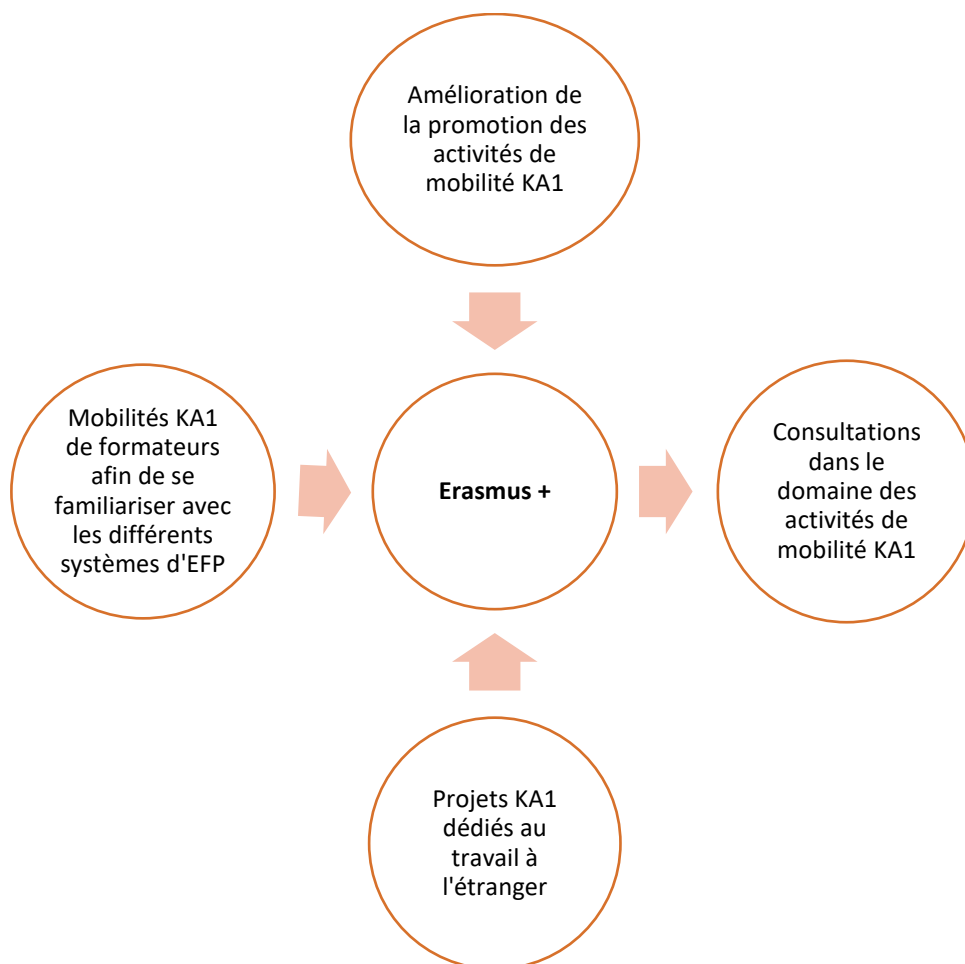 Amélioration de
la promotion des
activités de
mobilité KA1
Mobilités KA1
de formateurs
afin de se
familiariser avec
les différents
systèmes d'EFP
Erasmus +
Consultations
dans le
domaine des
activités de
mobilité KA1
Projets KA1
dédiés au
travail à
l'étranger